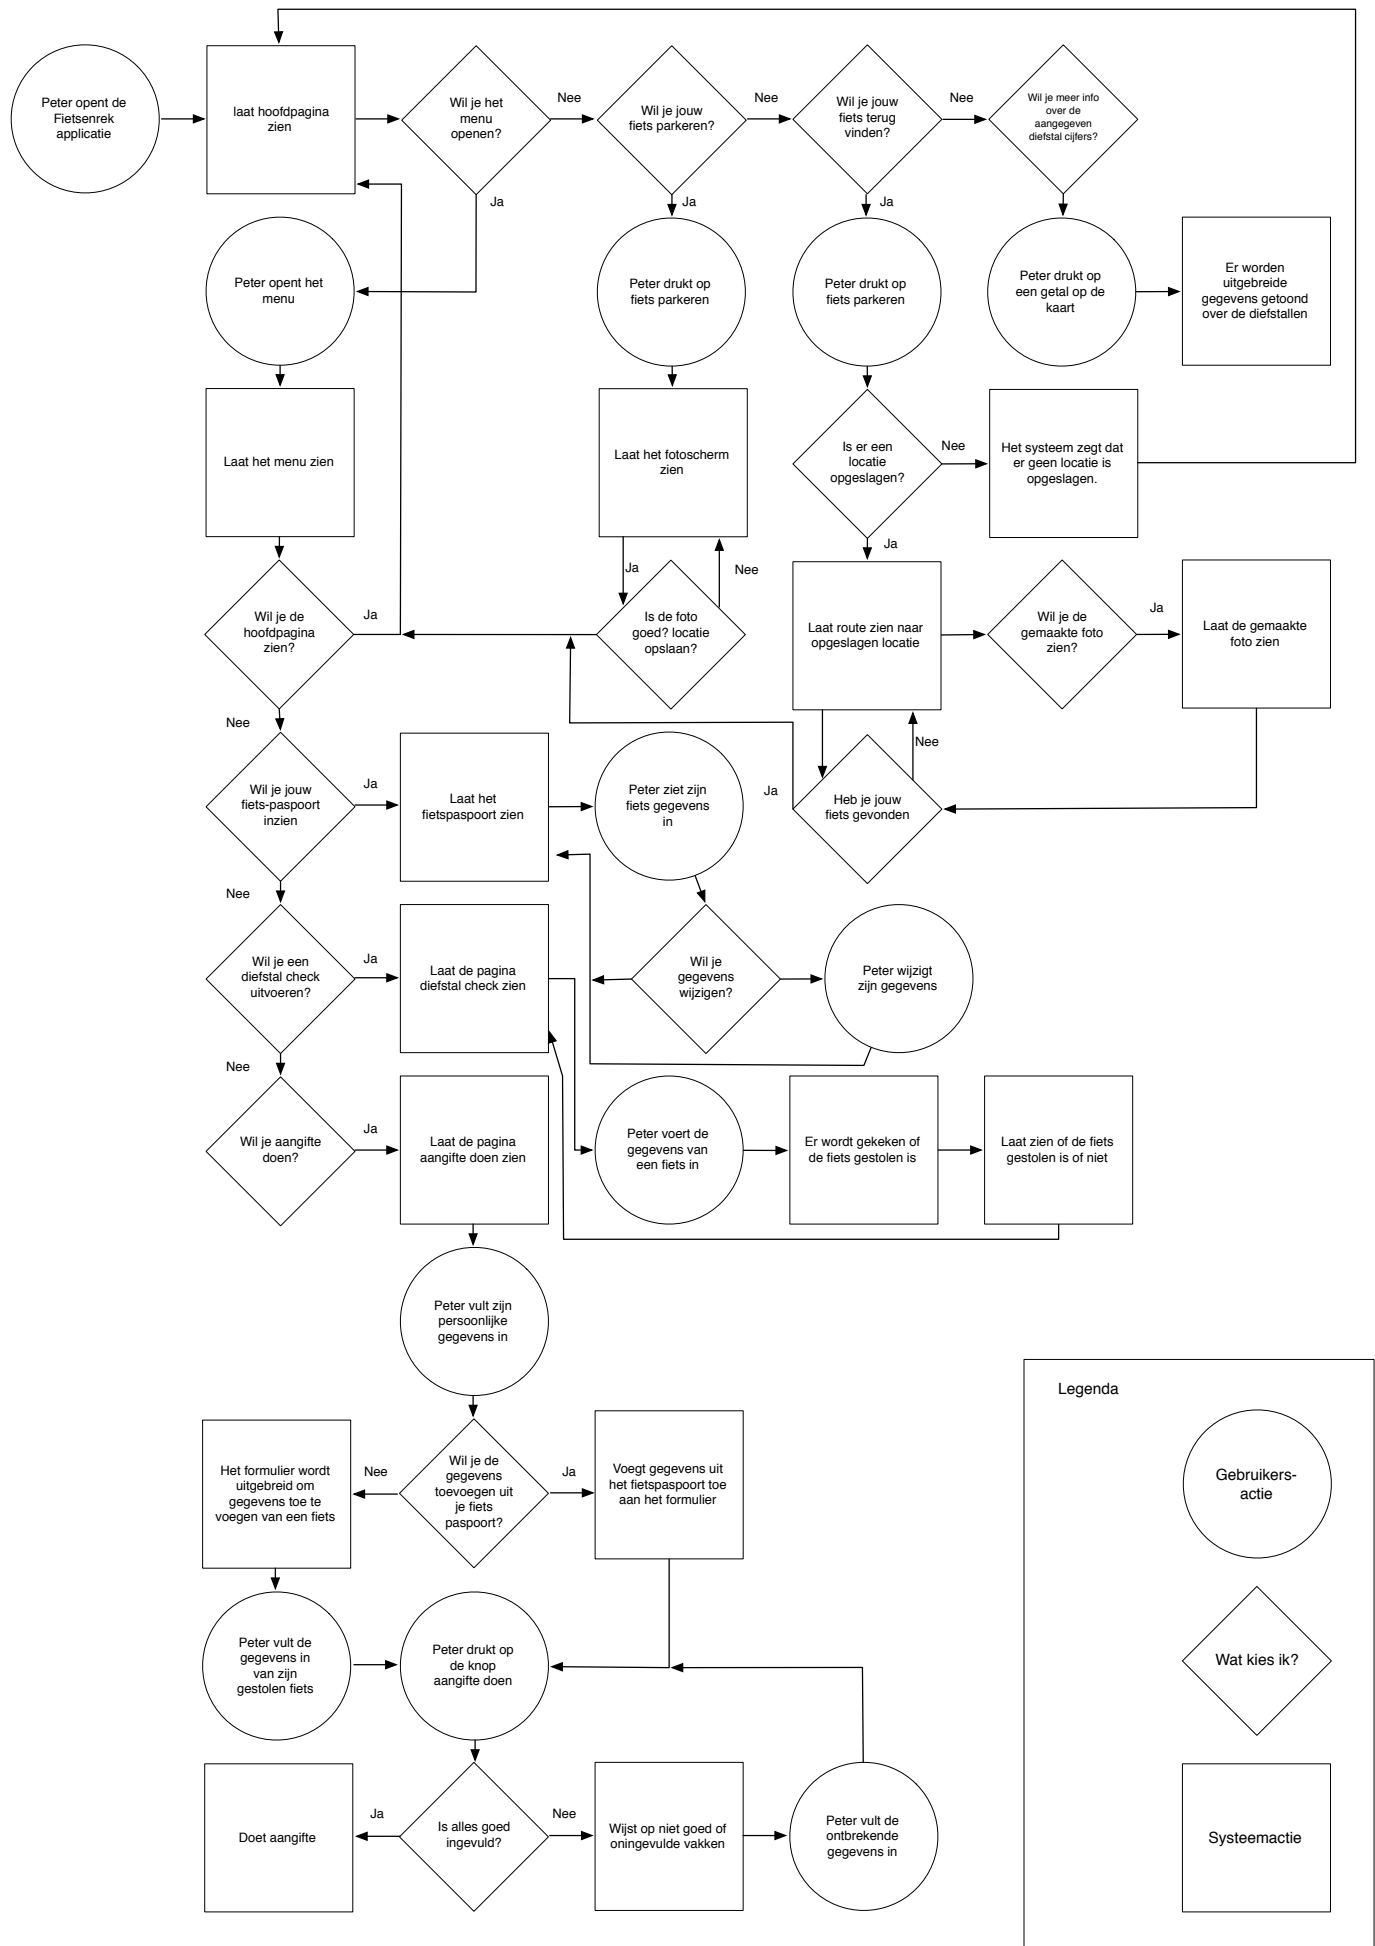 Peter opent de
Fietsenrek
applicatie
laat hoofdpagina
zien
Wil je het
menu
openen?
Nee
Wil je jouw
fiets parkeren?
Nee
Wil je jouw
fiets terug
vinden?
Nee
Wil je meer info
over de
aangegeven
diefstal cijfers?
Ja
Ja
Ja
Peter opent het
menu
Peter drukt op
fiets parkeren
Peter drukt op
fiets parkeren
Peter drukt op
een getal op de
kaart
Er worden
uitgebreide
gegevens getoond
over de diefstallen
Laat het menu zien
Laat het fotoscherm
zien
Is er een
locatie
opgeslagen?
Nee
Het systeem zegt dat
er geen locatie is
opgeslagen.
Ja
Ja
Nee
Wil je de
hoofdpagina
zien?
Ja
Is de foto
goed? locatie
opslaan?
Laat route zien naar
opgeslagen locatie
Wil je de
gemaakte foto
zien?
Ja
Laat de gemaakte
foto zien
Nee
Nee
Wil je jouw
fiets-paspoort
inzien
Ja
Laat het
fietspaspoort zien
Peter ziet zijn
fiets gegevens
in
Ja
Heb je jouw
fiets gevonden
Nee
Wil je een
diefstal check
uitvoeren?
Ja
Laat de pagina
diefstal check zien
Wil je
gegevens
wijzigen?
Peter wijzigt
zijn gegevens
Nee
Wil je aangifte
doen?
Ja
Laat de pagina
aangifte doen zien
Peter voert de
gegevens van
een fiets in
Er wordt gekeken of
de fiets gestolen is
Laat zien of de fiets
gestolen is of niet
Peter vult zijn
persoonlijke
gegevens in
Het formulier wordt
uitgebreid om
gegevens toe te
voegen van een fiets
Nee
Wil je de
gegevens
toevoegen uit
je fiets
paspoort?
Ja
Voegt gegevens uit
het fietspaspoort toe
aan het formulier
Peter vult de
gegevens in
van zijn
gestolen fiets
Peter drukt op
de knop
aangifte doen
Doet aangifte
Ja
Is alles goed
ingevuld?
Nee
Wijst op niet goed of
oningevulde vakken
Peter vult de
ontbrekende
gegevens in
Legenda
Gebruikers-
actie
Wat kies ik?
Systeemactie